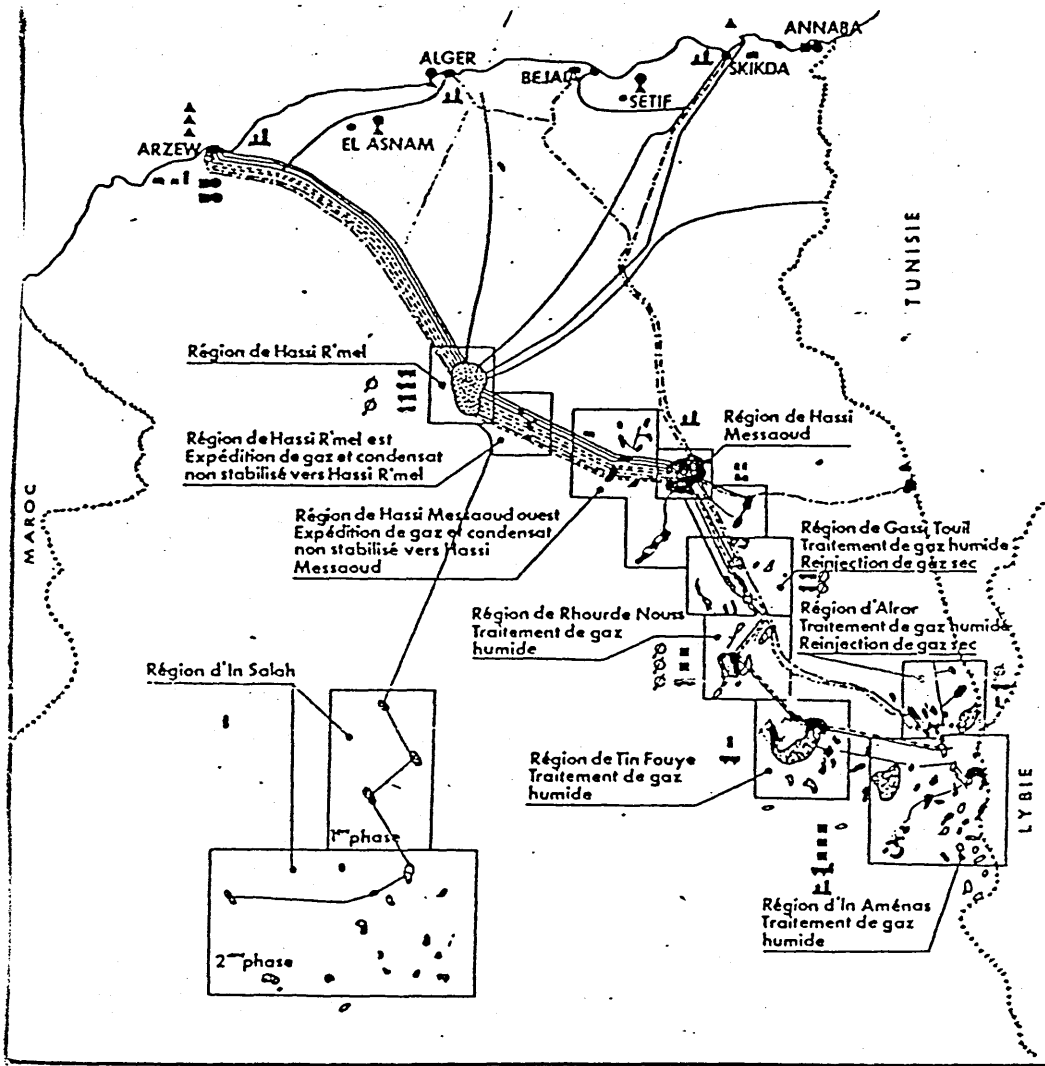 ANNABA
ALGER
BEJAIA
SKIKDA
SETIF
EL ASNAM
ARZEW
TUNISIE
MAROC
LYBIE
Région de Hassi R'mel
Région de Hassi R'mel est
Expédition de gaz et condensat
non stabilisé vers Hassi R'mel
Région de Hassi
Messaoud
Région de Hassi Messaoud ouest
Expédition de gaz et condensat
non stabilisé vers Hassi
Messaoud
Région de Gassi Touil
Traitement de gaz humide
Reinjection de gaz sec
Région de Rhourde Nouss
Traitement de gaz
humide
Région d'Alrar
Traitement de gaz humide
Reinjection de gaz sec
Région d'In Salah
Région de Tin Fouye
Traitement de gaz
humide
1ère phase
2ème phase
Région d'In Aménas
Traitement de gaz
humide